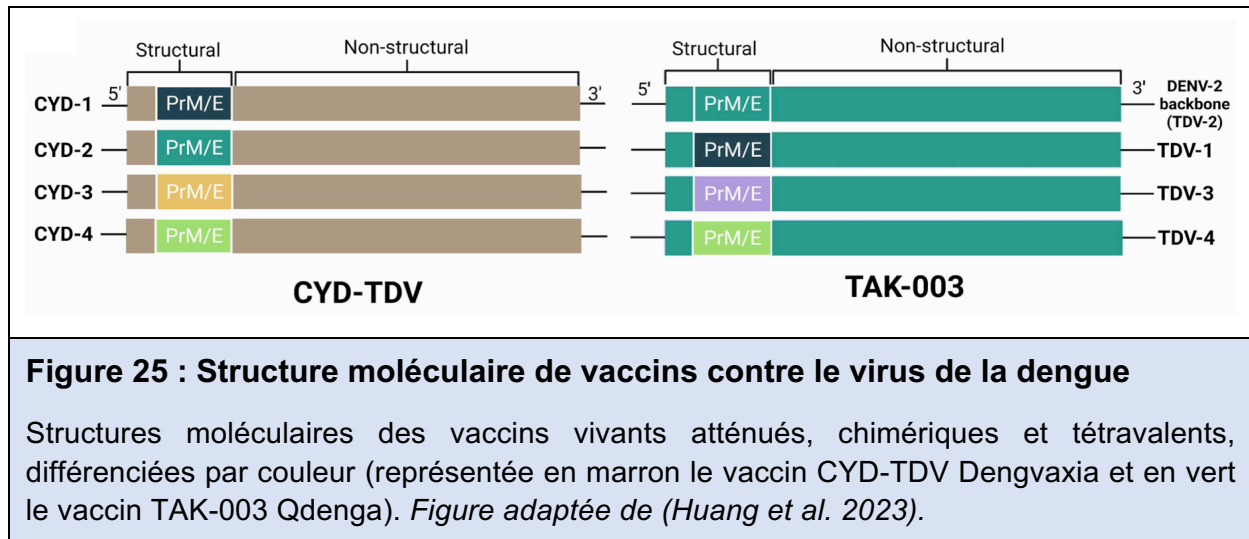 Structural Non-structural Structural Non-structural
CYD-1 5' PrM/E 3' 5' PrM/E 3' DENV-2 backbone (TDV-2)
CYD-2 PrM/E PrM/E TDV-1
CYD-3 PrM/E PrM/E TDV-3
CYD-4 PrM/E PrM/E TDV-4
CYD-TDV TAK-003
Figure 25 : Structure moléculaire de vaccins contre le virus de la dengue
Structures moléculaires des vaccins vivants atténués, chimériques et tétravalents,
différenciées par couleur (représentée en marron le vaccin CYD-TDV Dengvaxia et en vert
le vaccin TAK-003 Qdenga). Figure adaptée de (Huang et al. 2023).